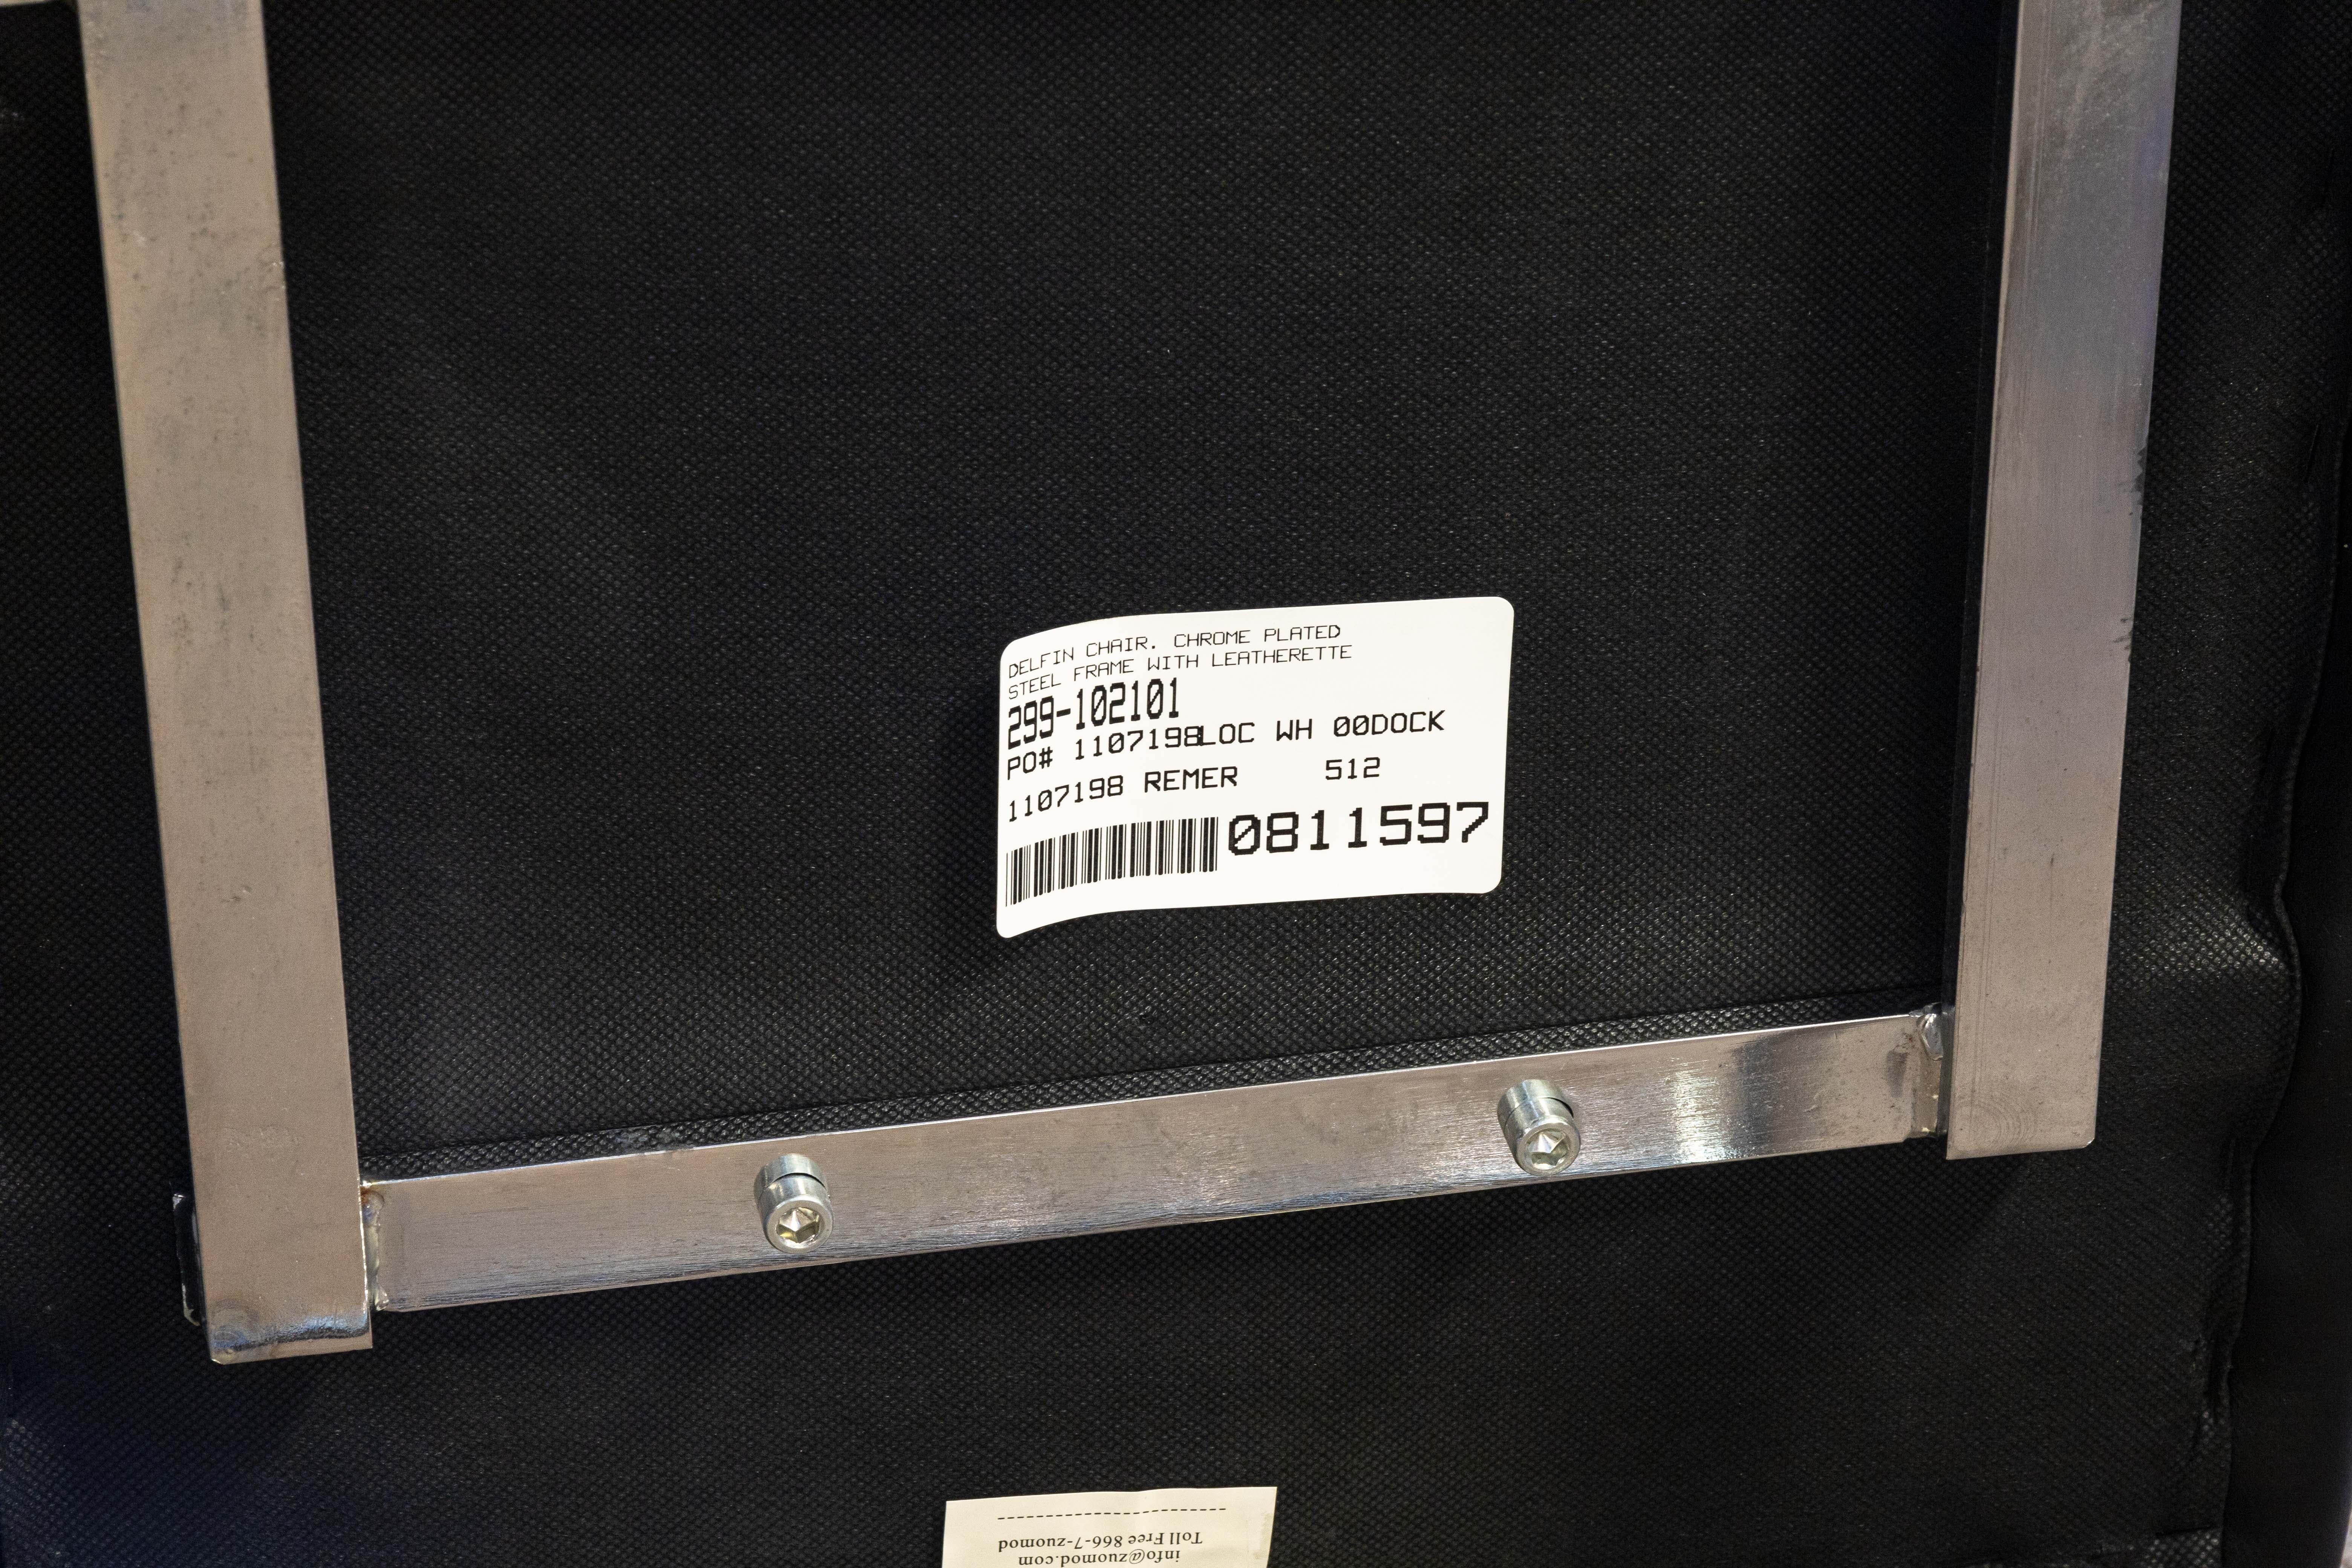 DELFIN CHAIR. CHROME PLATED
STEEL FRAME WITH LEATHERETTE
299-102101
PO# 1107198LOC WH 00DOCK
1107198 REMER 512
0811597
info@zuomod.com
Toll Free 866-7-zuomod
-----------------------